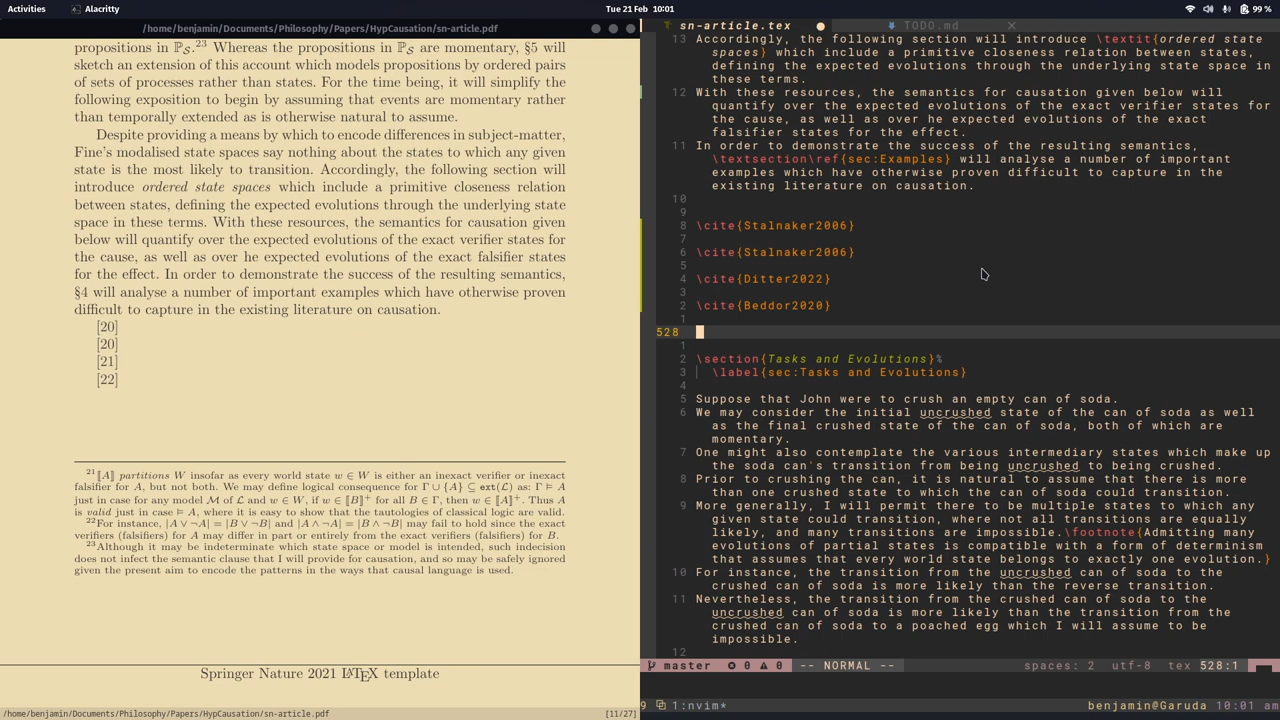 Activities Alacritty Tue 21 Feb 10:01 99 %
/home/benjamin/Documents/Philosophy/Papers/HypCausation/sn-article.pdf
propositions in ℙ_S.²³ Whereas the propositions in ℙ_S are momentary, §5 will
sketch an extension of this account which models propositions by ordered pairs
of sets of processes rather than states. For the time being, it will simplify the
following exposition to begin by assuming that events are momentary rather
than temporally extended as is otherwise natural to assume.
Despite providing a means by which to encode differences in subject-matter,
Fine's modalised state spaces say nothing about the states to which any given
state is the most likely to transition. Accordingly, the following section will
introduce ordered state spaces which include a primitive closeness relation
between states, defining the expected evolutions through the underlying state
space in these terms. With these resources, the semantics for causation given
below will quantify over the expected evolutions of the exact verifier states for
the cause, as well as over he expected evolutions of the exact falsifier states
for the effect. In order to demonstrate the success of the resulting semantics,
§4 will analyse a number of important examples which have otherwise proven
difficult to capture in the existing literature on causation.
[20]
[20]
[21]
[22]
²¹⟦A⟧ partitions W insofar as every world state w ∈ W is either an inexact verifier or inexact
falsifier for A, but not both. We may define logical consequence for Γ ∪ {A} ⊆ ext(ℒ) as: Γ ⊨ A
just in case for any model ℳ of ℒ and w ∈ W, if w ∈ ⟦B⟧⁺ for all B ∈ Γ, then w ∈ ⟦A⟧⁺. Thus A
is valid just in case ⊨ A, where it is easy to show that the tautologies of classical logic are valid.
²²For instance, |A ∨ ¬A| = |B ∨ ¬B| and |A ∧ ¬A| = |B ∧ ¬B| may fail to hold since the exact
verifiers (falsifiers) for A may differ in part or entirely from the exact verifiers (falsifiers) for B.
²³Although it may be indeterminate which state space or model is intended, such indecision
does not infect the semantic clause that I will provide for causation, and so may be safely ignored
given the present aim to encode the patterns in the ways that causal language is used.
Springer Nature 2021 LATEX template
/home/benjamin/Documents/Philosophy/Papers/HypCausation/sn-article.pdf [11/27]
sn-article.tex TODO.md
13 Accordingly, the following section will introduce \textit{ordered state
spaces} which include a primitive closeness relation between states,
defining the expected evolutions through the underlying state space in
these terms.
12 With these resources, the semantics for causation given below will
quantify over the expected evolutions of the exact verifier states for
the cause, as well as over he expected evolutions of the exact
falsifier states for the effect.
11 In order to demonstrate the success of the resulting semantics,
\textsection\ref{sec:Examples} will analyse a number of important
examples which have otherwise proven difficult to capture in the
existing literature on causation.
10
9
8 \cite{Stalnaker2006}
7
6 \cite{Stalnaker2006}
5
4 \cite{Ditter2022}
3
2 \cite{Beddor2020}
1
528
1
2 \section{Tasks and Evolutions}%
3 \label{sec:Tasks and Evolutions}
4
5 Suppose that John were to crush an empty can of soda.
6 We may consider the initial uncrushed state of the can of soda as well
as the final crushed state of the can of soda, both of which are
momentary.
7 One might also contemplate the various intermediary states which make up
the soda can's transition from being uncrushed to being crushed.
8 Prior to crushing the can, it is natural to assume that there is more
than one crushed state to which the can of soda could transition.
9 More generally, I will permit there to be multiple states to which any
given state could transition, where not all transitions are equally
likely, and many transitions are impossible.\footnote{Admitting many
evolutions of partial states is compatible with a form of determinism
that assumes that every world state belongs to exactly one evolution.}
10 For instance, the transition from the uncrushed can of soda to the
crushed can of soda is more likely than the reverse transition.
11 Nevertheless, the transition from the crushed can of soda to the
uncrushed can of soda is more likely than the transition from the
crushed can of soda to a poached egg which I will assume to be
impossible.
12
master 0 0 -- NORMAL -- spaces: 2 utf-8 tex 528:1
9 1:nvim* benjamin@Garuda 10:01 am